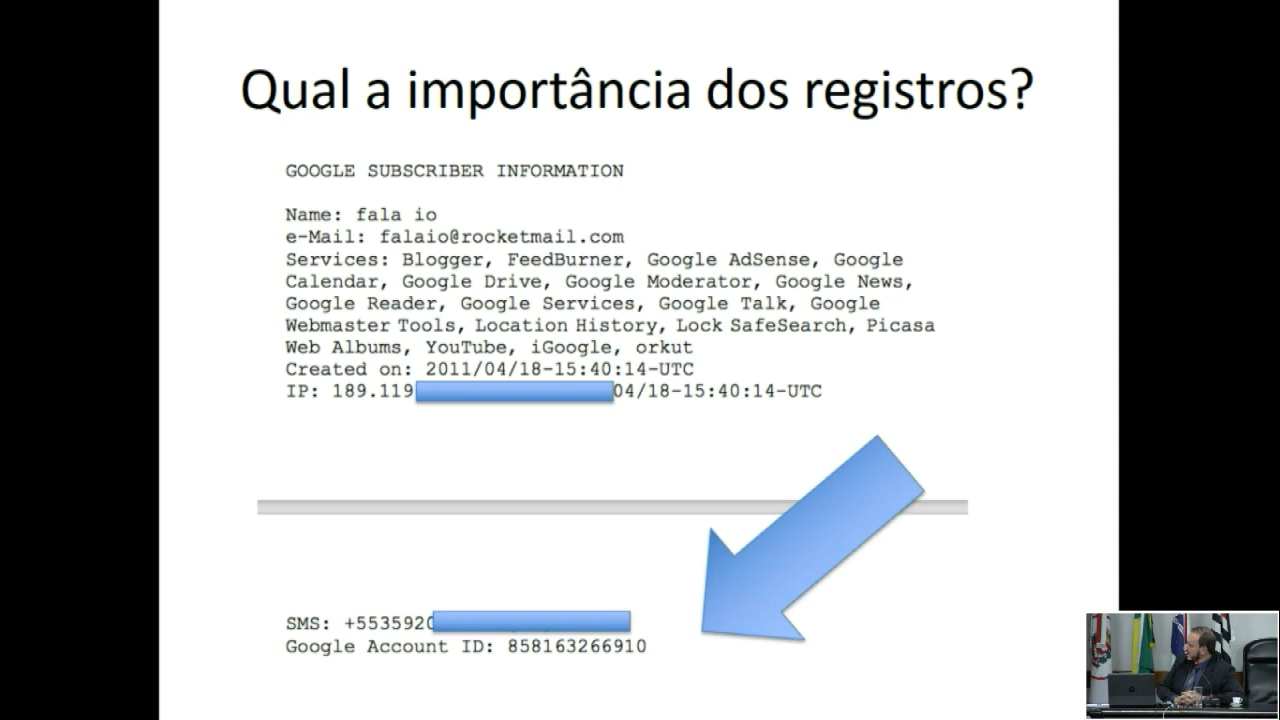 Qual a importância dos registros?
GOOGLE SUBSCRIBER INFORMATION
Name: fala io
e-Mail: falaio@rocketmail.com
Services: Blogger, FeedBurner, Google AdSense, Google
Calendar, Google Drive, Google Moderator, Google News,
Google Reader, Google Services, Google Talk, Google
Webmaster Tools, Location History, Lock SafeSearch, Picasa
Web Albums, YouTube, iGoogle, orkut
Created on: 2011/04/18-15:40:14-UTC
IP: 189.119 04/18-15:40:14-UTC
SMS: +5535920
Google Account ID: 858163266910